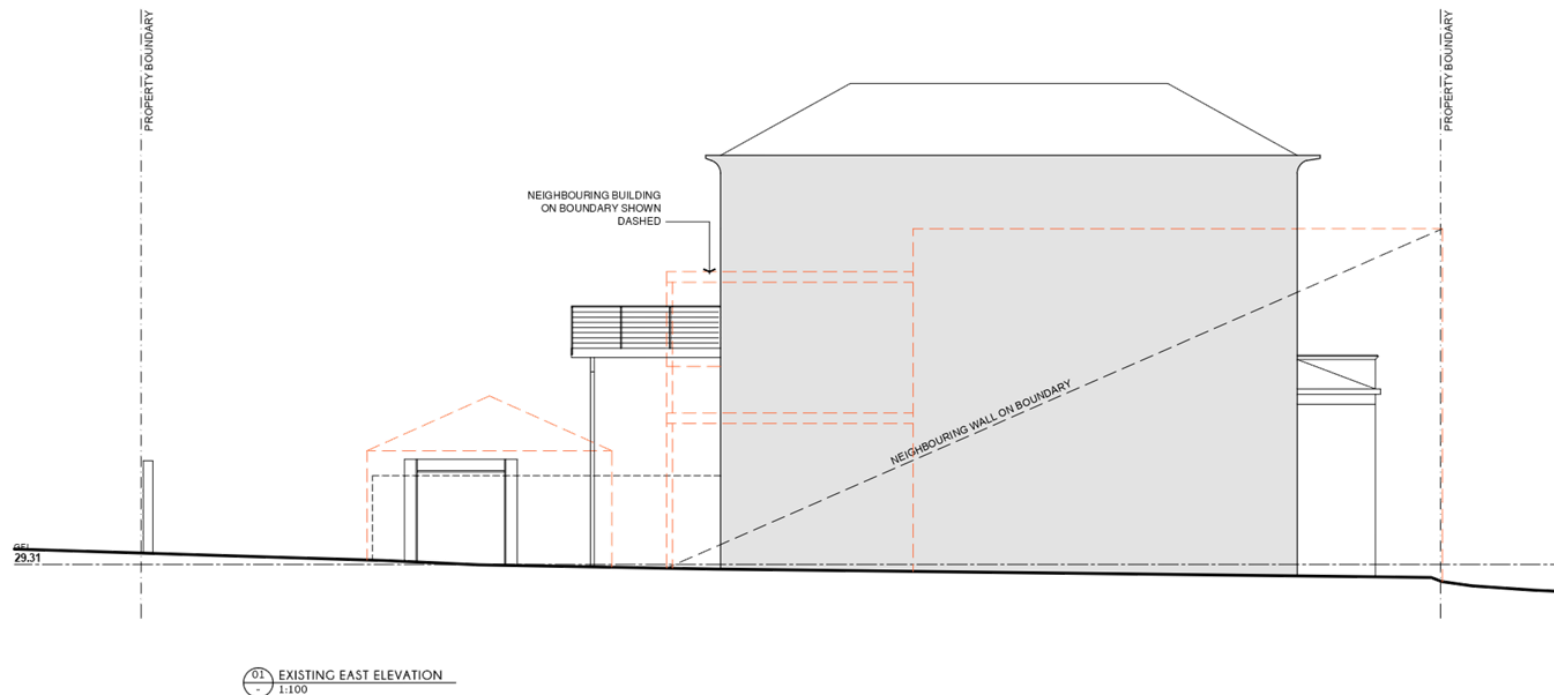 PROPERTY BOUNDARY
PROPERTY BOUNDARY
NEIGHBOURING BUILDING
ON BOUNDARY SHOWN
DASHED
NEIGHBOURING WALL ON BOUNDARY
29.31
01
EXISTING EAST ELEVATION
-
1:100